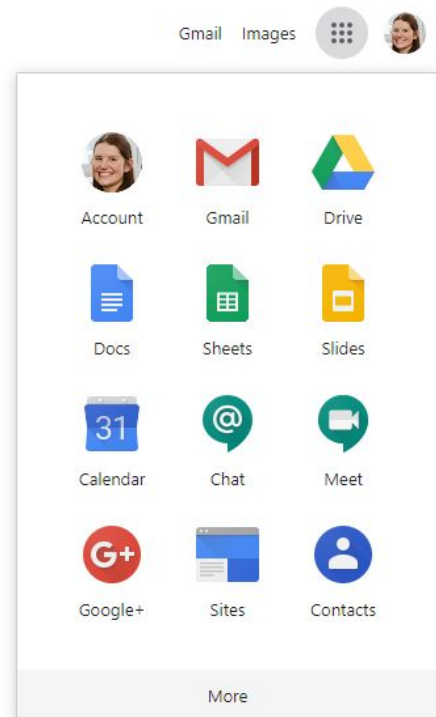 Gmail Images
Account Gmail Drive
Docs Sheets Slides
31 @
Calendar Chat Meet
G+
Google+ Sites Contacts
More